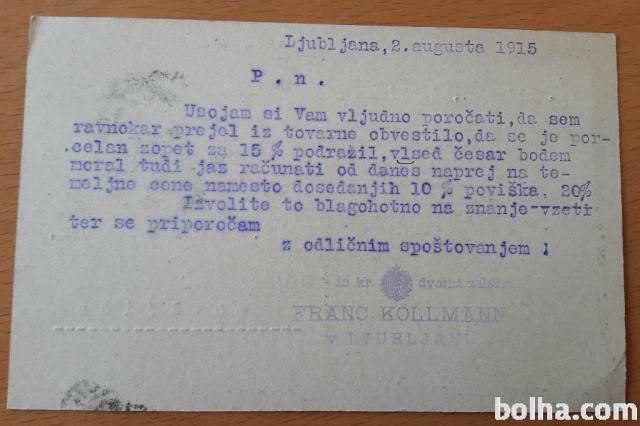 Ljubljana, 2. augusta 1915
P. n.
Usojam si Vam vljudno poročati, da sem
ravnokar prejel iz tovarne obvestilo, da se je por-
celan zopet za 15 % podražil, vlsed česar bodem
moral tudi jaz računati od danes naprej na te-
meljne cene namesto dosedanjih 10 % poviška, 20%
Izvolite to blagohotno na znanje vzeti
ter se priporočam
z odličnim spoštovanjem !
in kr. dvorni založn
FRANC KOLLMANN
V LJUBLJANI
bolha.com